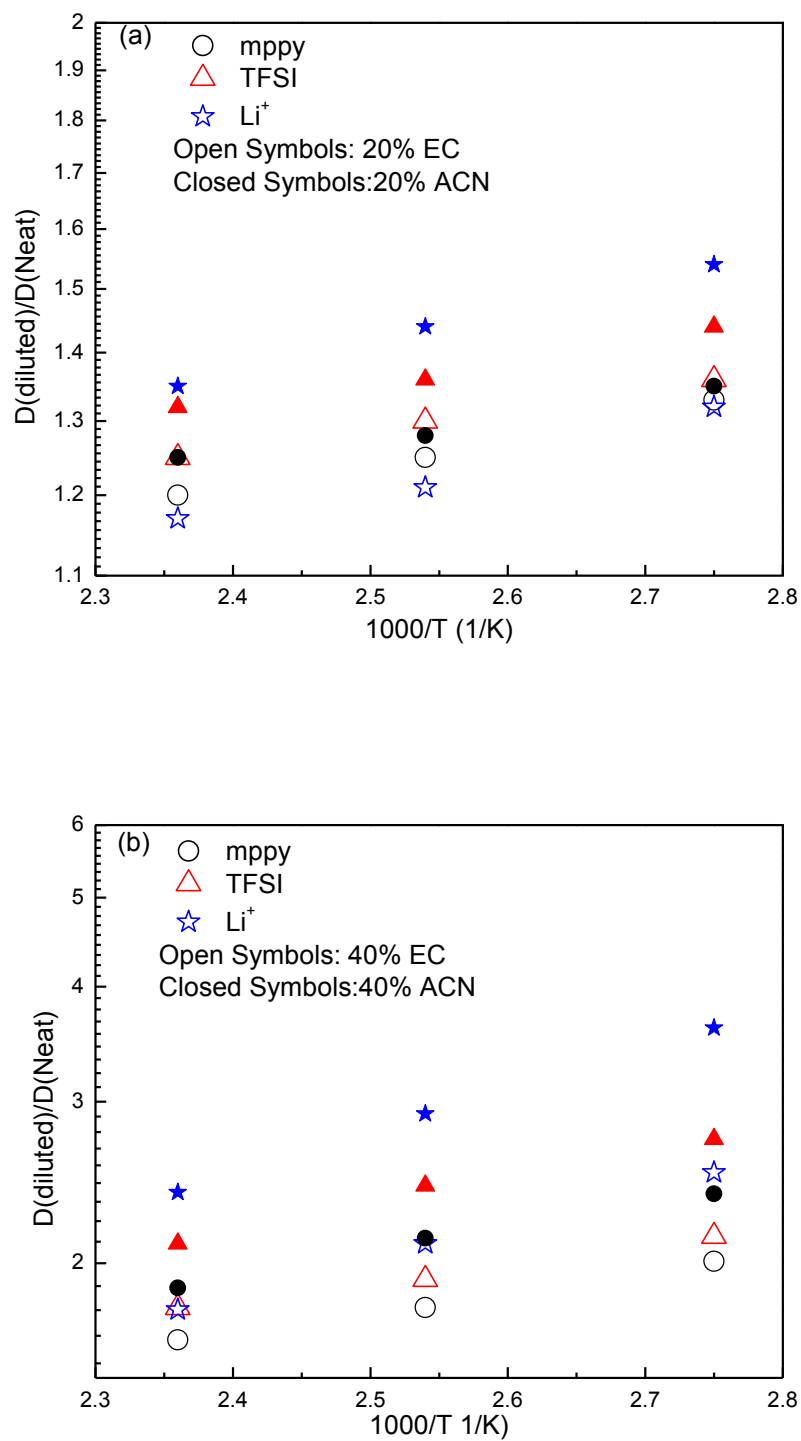 (a)
mppy
TFSI
Li+
Open Symbols: 20% EC
Closed Symbols:20% ACN
D(diluted)/D(Neat)
2
1.9
1.8
1.7
1.6
1.5
1.4
1.3
1.2
1.1
2.3 2.4 2.5 2.6 2.7 2.8
1000/T (1/K)
(b)
mppy
TFSI
Li+
Open Symbols: 40% EC
Closed Symbols:40% ACN
D(diluted)/D(Neat)
6
5
4
3
2
2.3 2.4 2.5 2.6 2.7 2.8
1000/T 1/K)